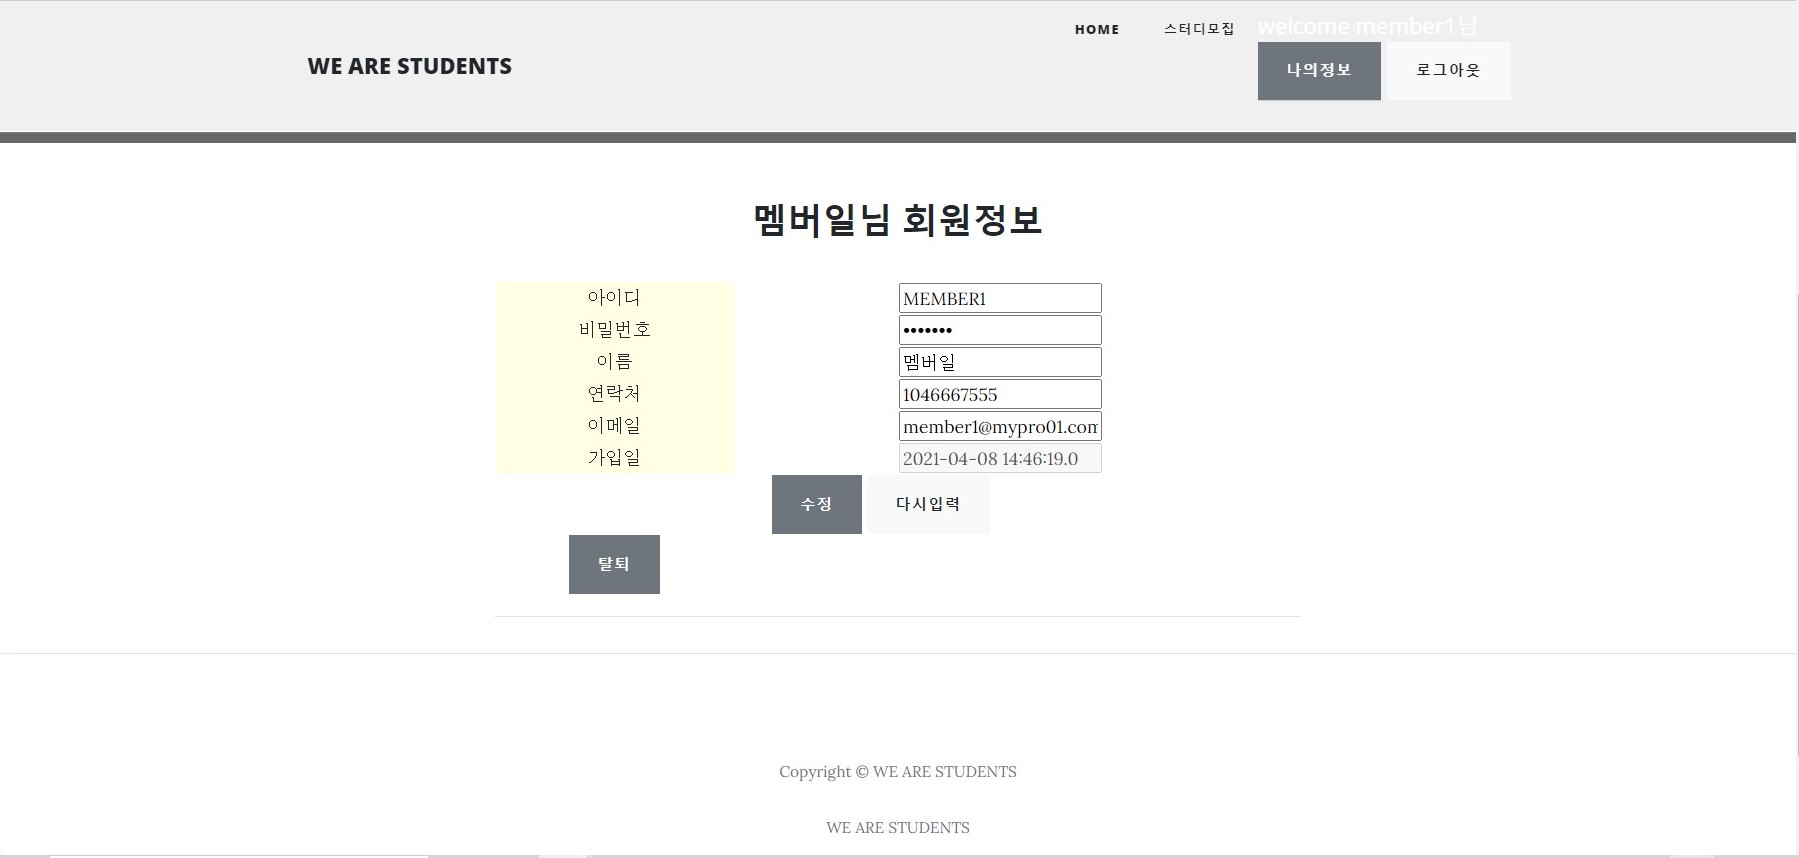 HOME 스터디모집 welcome member1님
WE ARE STUDENTS
나의정보 로그아웃
멤버일님 회원정보
아이디 MEMBER1
비밀번호 •••••••
이름 멤버일
연락처 1046667555
이메일 member1@mypro01.com
가입일 2021-04-08 14:46:19.0
수정 다시입력
탈퇴
Copyright © WE ARE STUDENTS
WE ARE STUDENTS